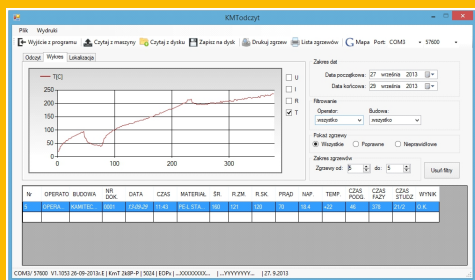 KMTodczyt
Plik Wydruki
Wyjście z programu Czytaj z maszyny Czytaj z dysku Zapisz na dysk Drukuj zgrzew Lista zgrzewów Mapa Port: COM3 57600
Odczyt Wykres Lokalizacja
T[C]
250
200
150
100
50
0
0 100 200 300
U
I
R
T
Zakres dat
Data początkowa: 27 września 2013
Data końcowa: 29 września 2013
Filtrowanie
Operator: Budowa:
wszystko wszystko
Pokaż zgrzewy
Wszystkie Poprawne Nieprawidłowe
Zakres zgrzewów
Zgrzewy od: 5 do: 5 Usuń filtry
Nr OPERATO BUDOWA NR DOK. DATA CZAS MATERIAŁ ŚR. R.ZM. R.SK. PRĄD NAP. TEMP. CZAS PODG. CZAS FAZY CZAS STUDZ WYNIK
5 OPERA... KAMITEC... 0001 13-09-29 11:43 PE-Ł STA... 160 121 120 70 18.4 +22 46 378 21/2 O.K.
COM3/ 57600 V1.1053 26-09-2013r.E | KmT 2k8P-P | 5024 | EOPs | ...XXXXXXXX... | ...YYYYYYYY... | 27. 9.2013